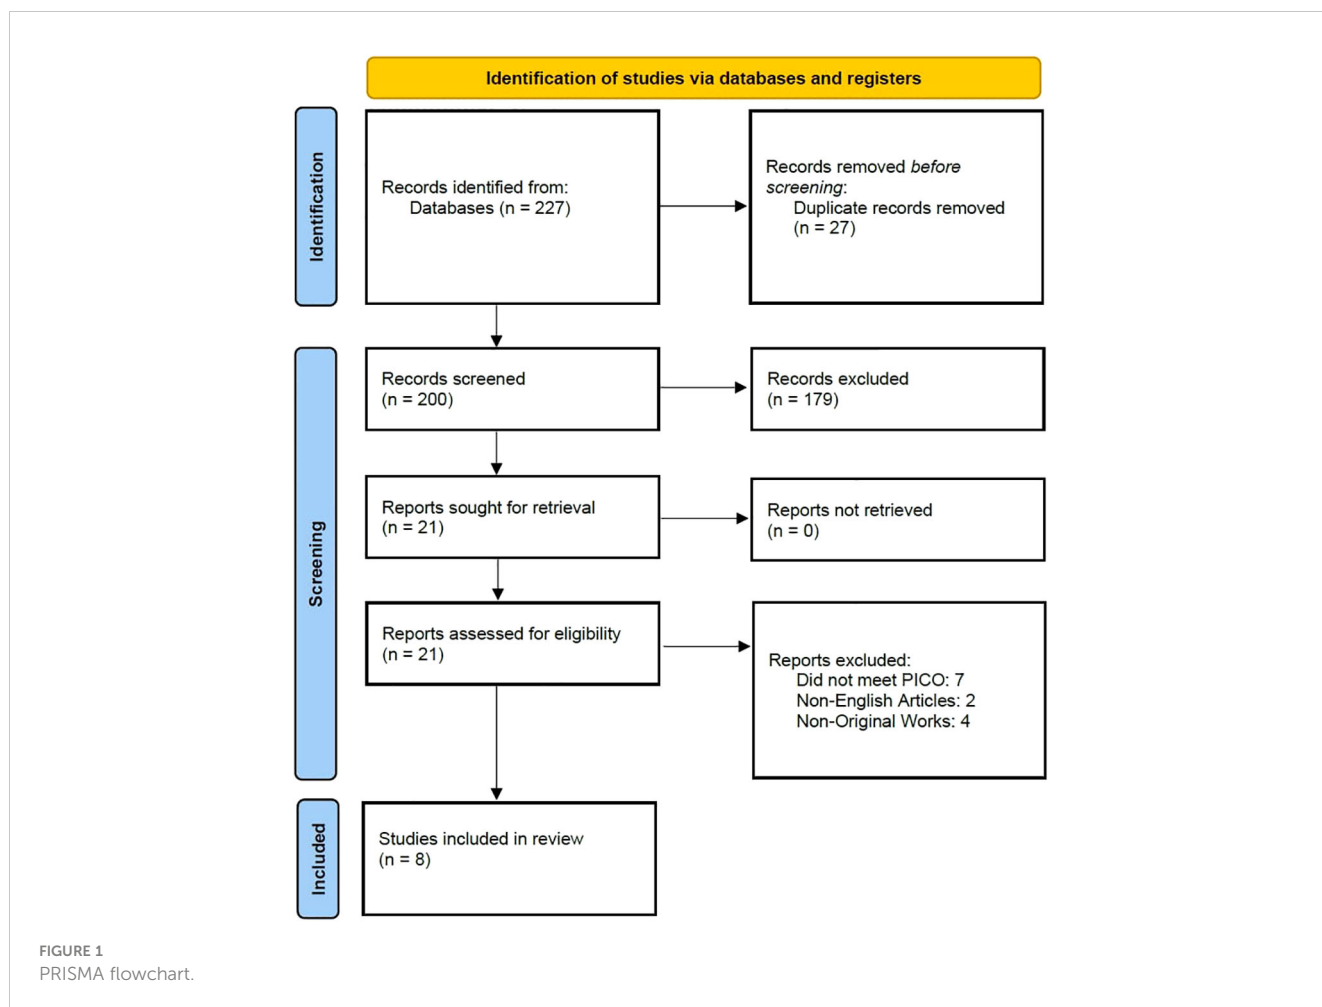 Identification of studies via databases and registers
Identification
Records identified from:
Databases (n = 227)
Records removed before
screening:
Duplicate records removed
(n = 27)
Screening
Records screened
(n = 200)
Records excluded
(n = 179)
Reports sought for retrieval
(n = 21)
Reports not retrieved
(n = 0)
Reports assessed for eligibility
(n = 21)
Reports excluded:
Did not meet PICO: 7
Non-English Articles: 2
Non-Original Works: 4
Included
Studies included in review
(n = 8)
FIGURE 1
PRISMA flowchart.